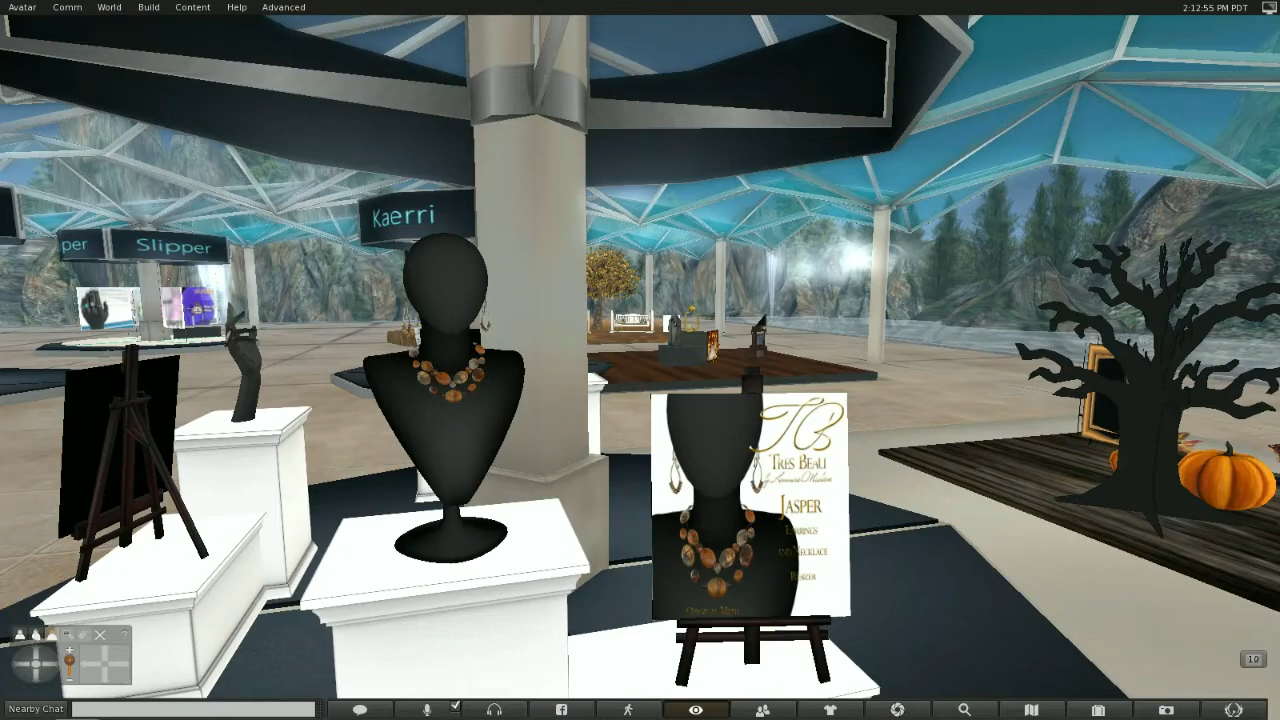 Avatar Comm World Build Content Help Advanced
2:12:55 PM PDT
Kaerri
per
Slipper
TB
TRES BEAU
JASPER
EARRINGS
AND NECKLACE
RESIZER
10
Nearby Chat